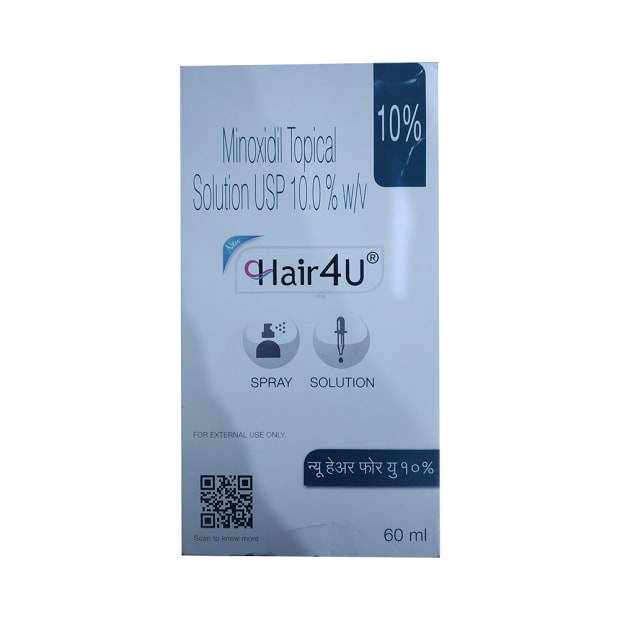 10%
Minoxidil Topical
Solution USP 10.0 % w/v
New
Hair4U®
SPRAY SOLUTION
FOR EXTERNAL USE ONLY.
न्यू हेअर फोर यु १०%
Scan to know more
60 ml